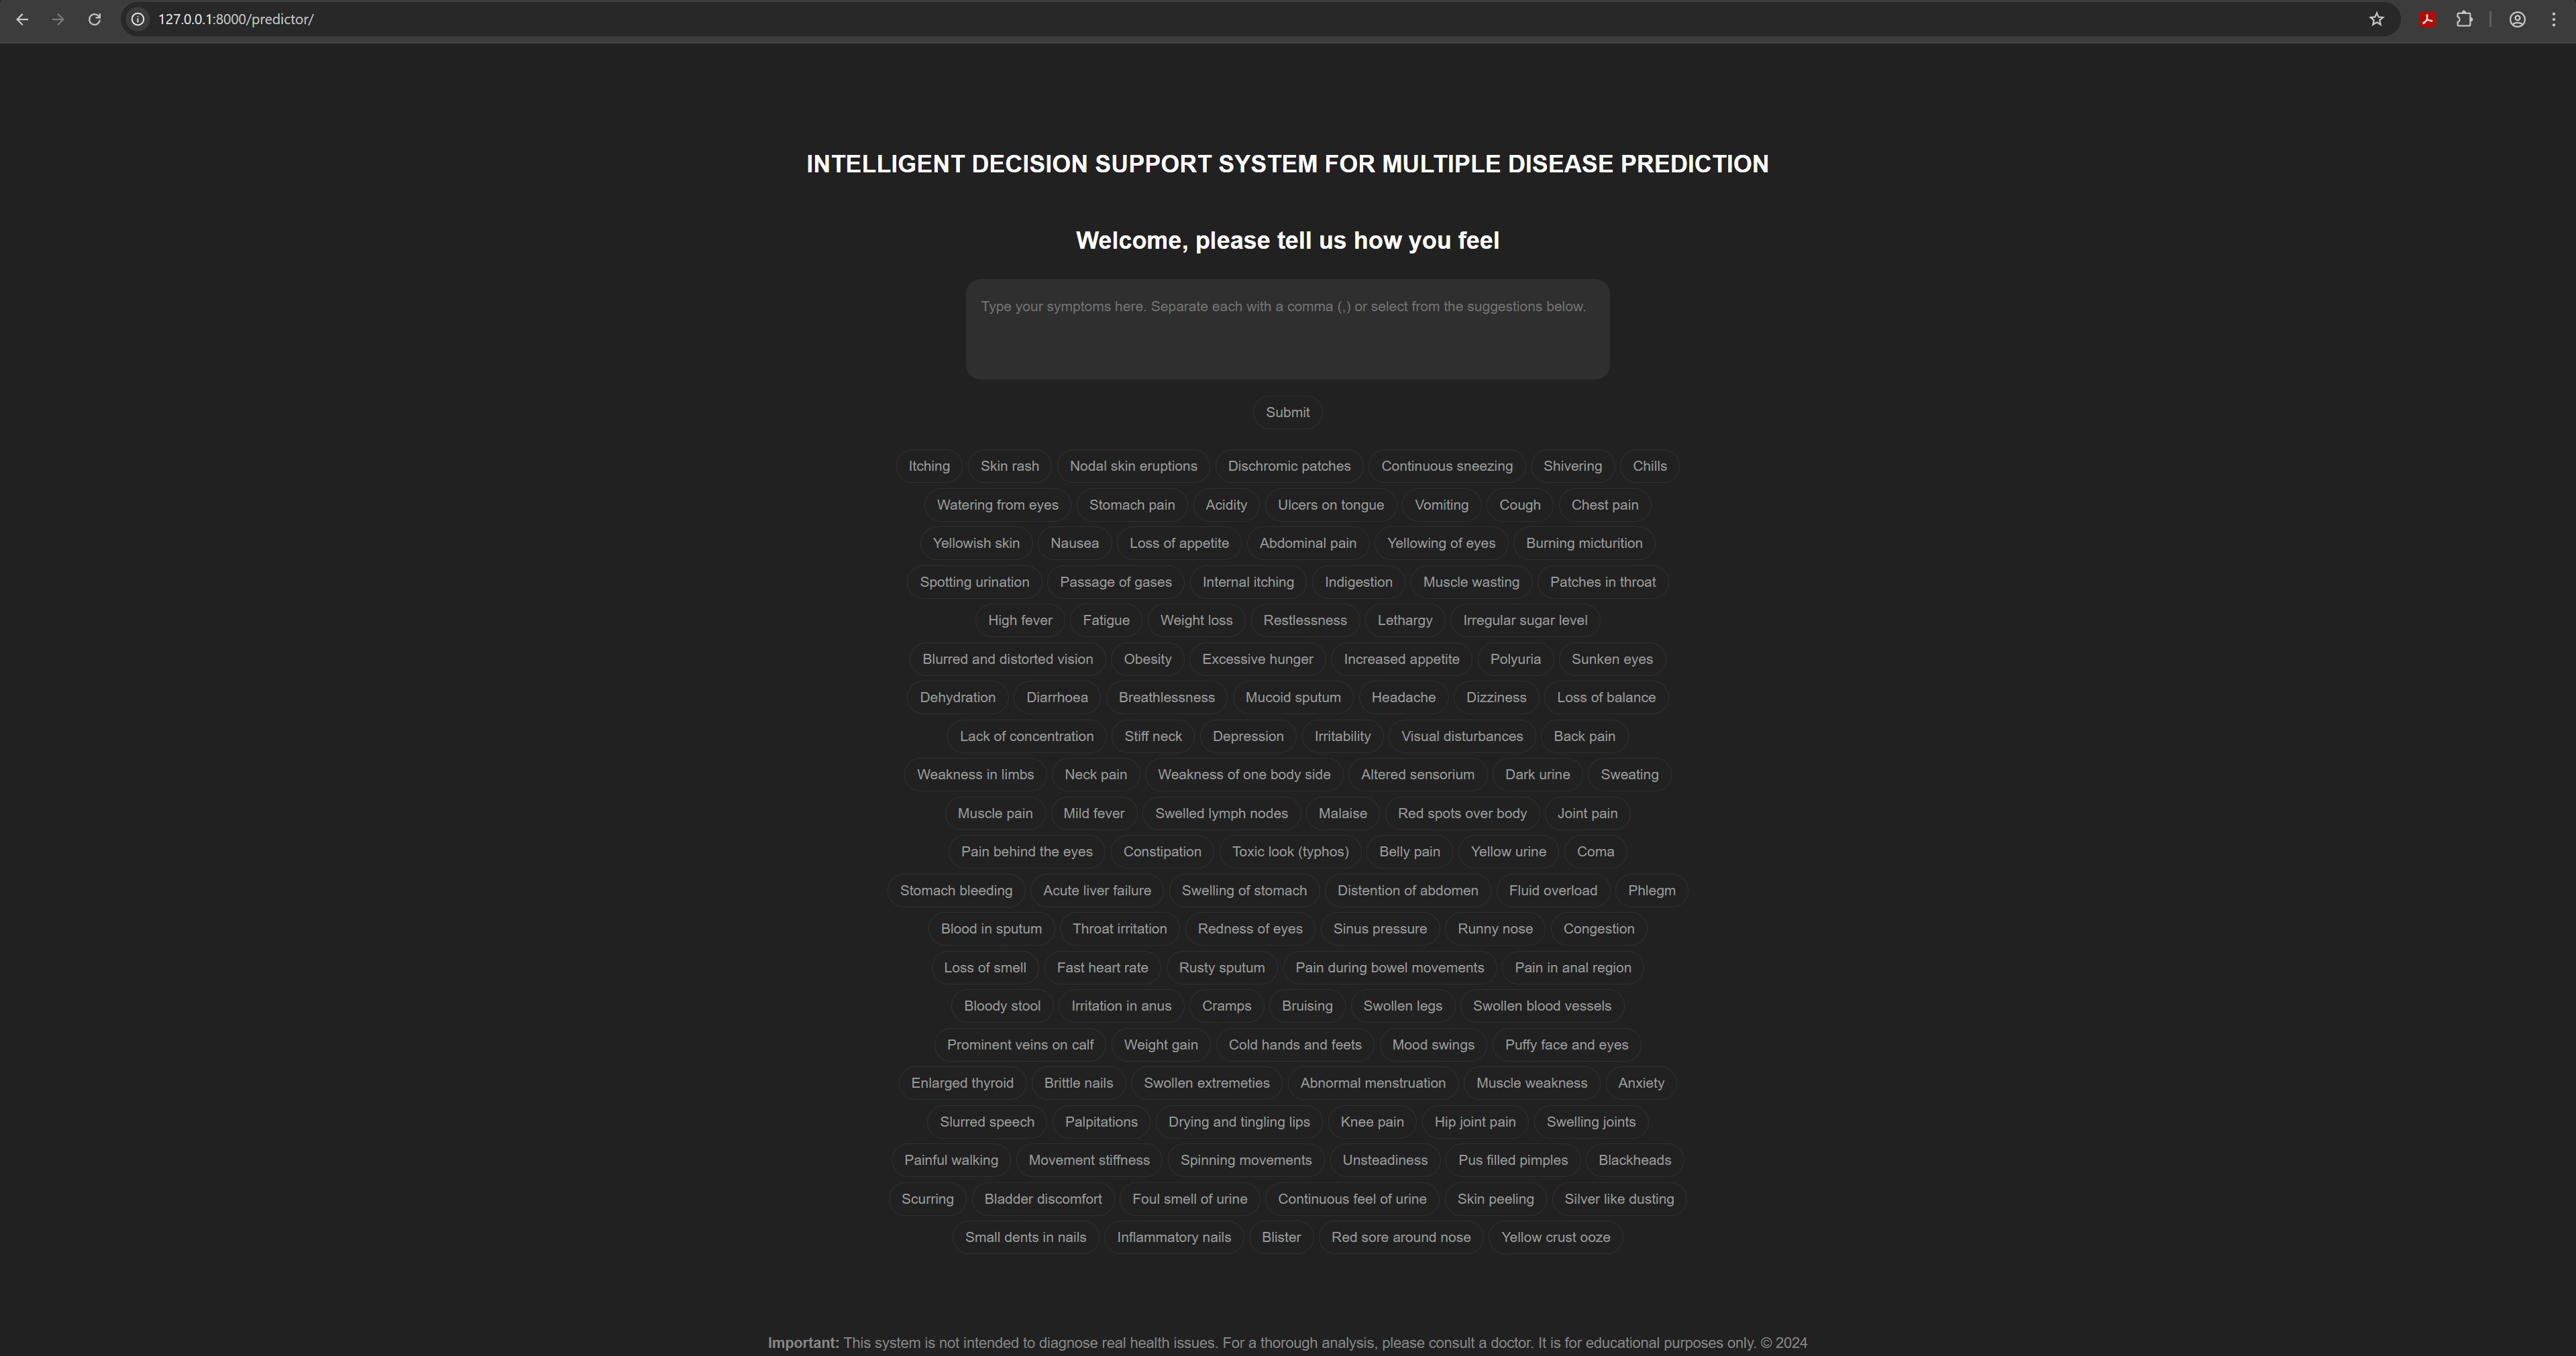 127.0.0.1:8000/predictor/
INTELLIGENT DECISION SUPPORT SYSTEM FOR MULTIPLE DISEASE PREDICTION
Welcome, please tell us how you feel
Type your symptoms here. Separate each with a comma (,) or select from the suggestions below.
Submit
Itching Skin rash Nodal skin eruptions Dischromic patches Continuous sneezing Shivering Chills
Watering from eyes Stomach pain Acidity Ulcers on tongue Vomiting Cough Chest pain
Yellowish skin Nausea Loss of appetite Abdominal pain Yellowing of eyes Burning micturition
Spotting urination Passage of gases Internal itching Indigestion Muscle wasting Patches in throat
High fever Fatigue Weight loss Restlessness Lethargy Irregular sugar level
Blurred and distorted vision Obesity Excessive hunger Increased appetite Polyuria Sunken eyes
Dehydration Diarrhoea Breathlessness Mucoid sputum Headache Dizziness Loss of balance
Lack of concentration Stiff neck Depression Irritability Visual disturbances Back pain
Weakness in limbs Neck pain Weakness of one body side Altered sensorium Dark urine Sweating
Muscle pain Mild fever Swelled lymph nodes Malaise Red spots over body Joint pain
Pain behind the eyes Constipation Toxic look (typhos) Belly pain Yellow urine Coma
Stomach bleeding Acute liver failure Swelling of stomach Distention of abdomen Fluid overload Phlegm
Blood in sputum Throat irritation Redness of eyes Sinus pressure Runny nose Congestion
Loss of smell Fast heart rate Rusty sputum Pain during bowel movements Pain in anal region
Bloody stool Irritation in anus Cramps Bruising Swollen legs Swollen blood vessels
Prominent veins on calf Weight gain Cold hands and feets Mood swings Puffy face and eyes
Enlarged thyroid Brittle nails Swollen extremeties Abnormal menstruation Muscle weakness Anxiety
Slurred speech Palpitations Drying and tingling lips Knee pain Hip joint pain Swelling joints
Painful walking Movement stiffness Spinning movements Unsteadiness Pus filled pimples Blackheads
Scurring Bladder discomfort Foul smell of urine Continuous feel of urine Skin peeling Silver like dusting
Small dents in nails Inflammatory nails Blister Red sore around nose Yellow crust ooze
Important: This system is not intended to diagnose real health issues. For a thorough analysis, please consult a doctor. It is for educational purposes only. © 2024